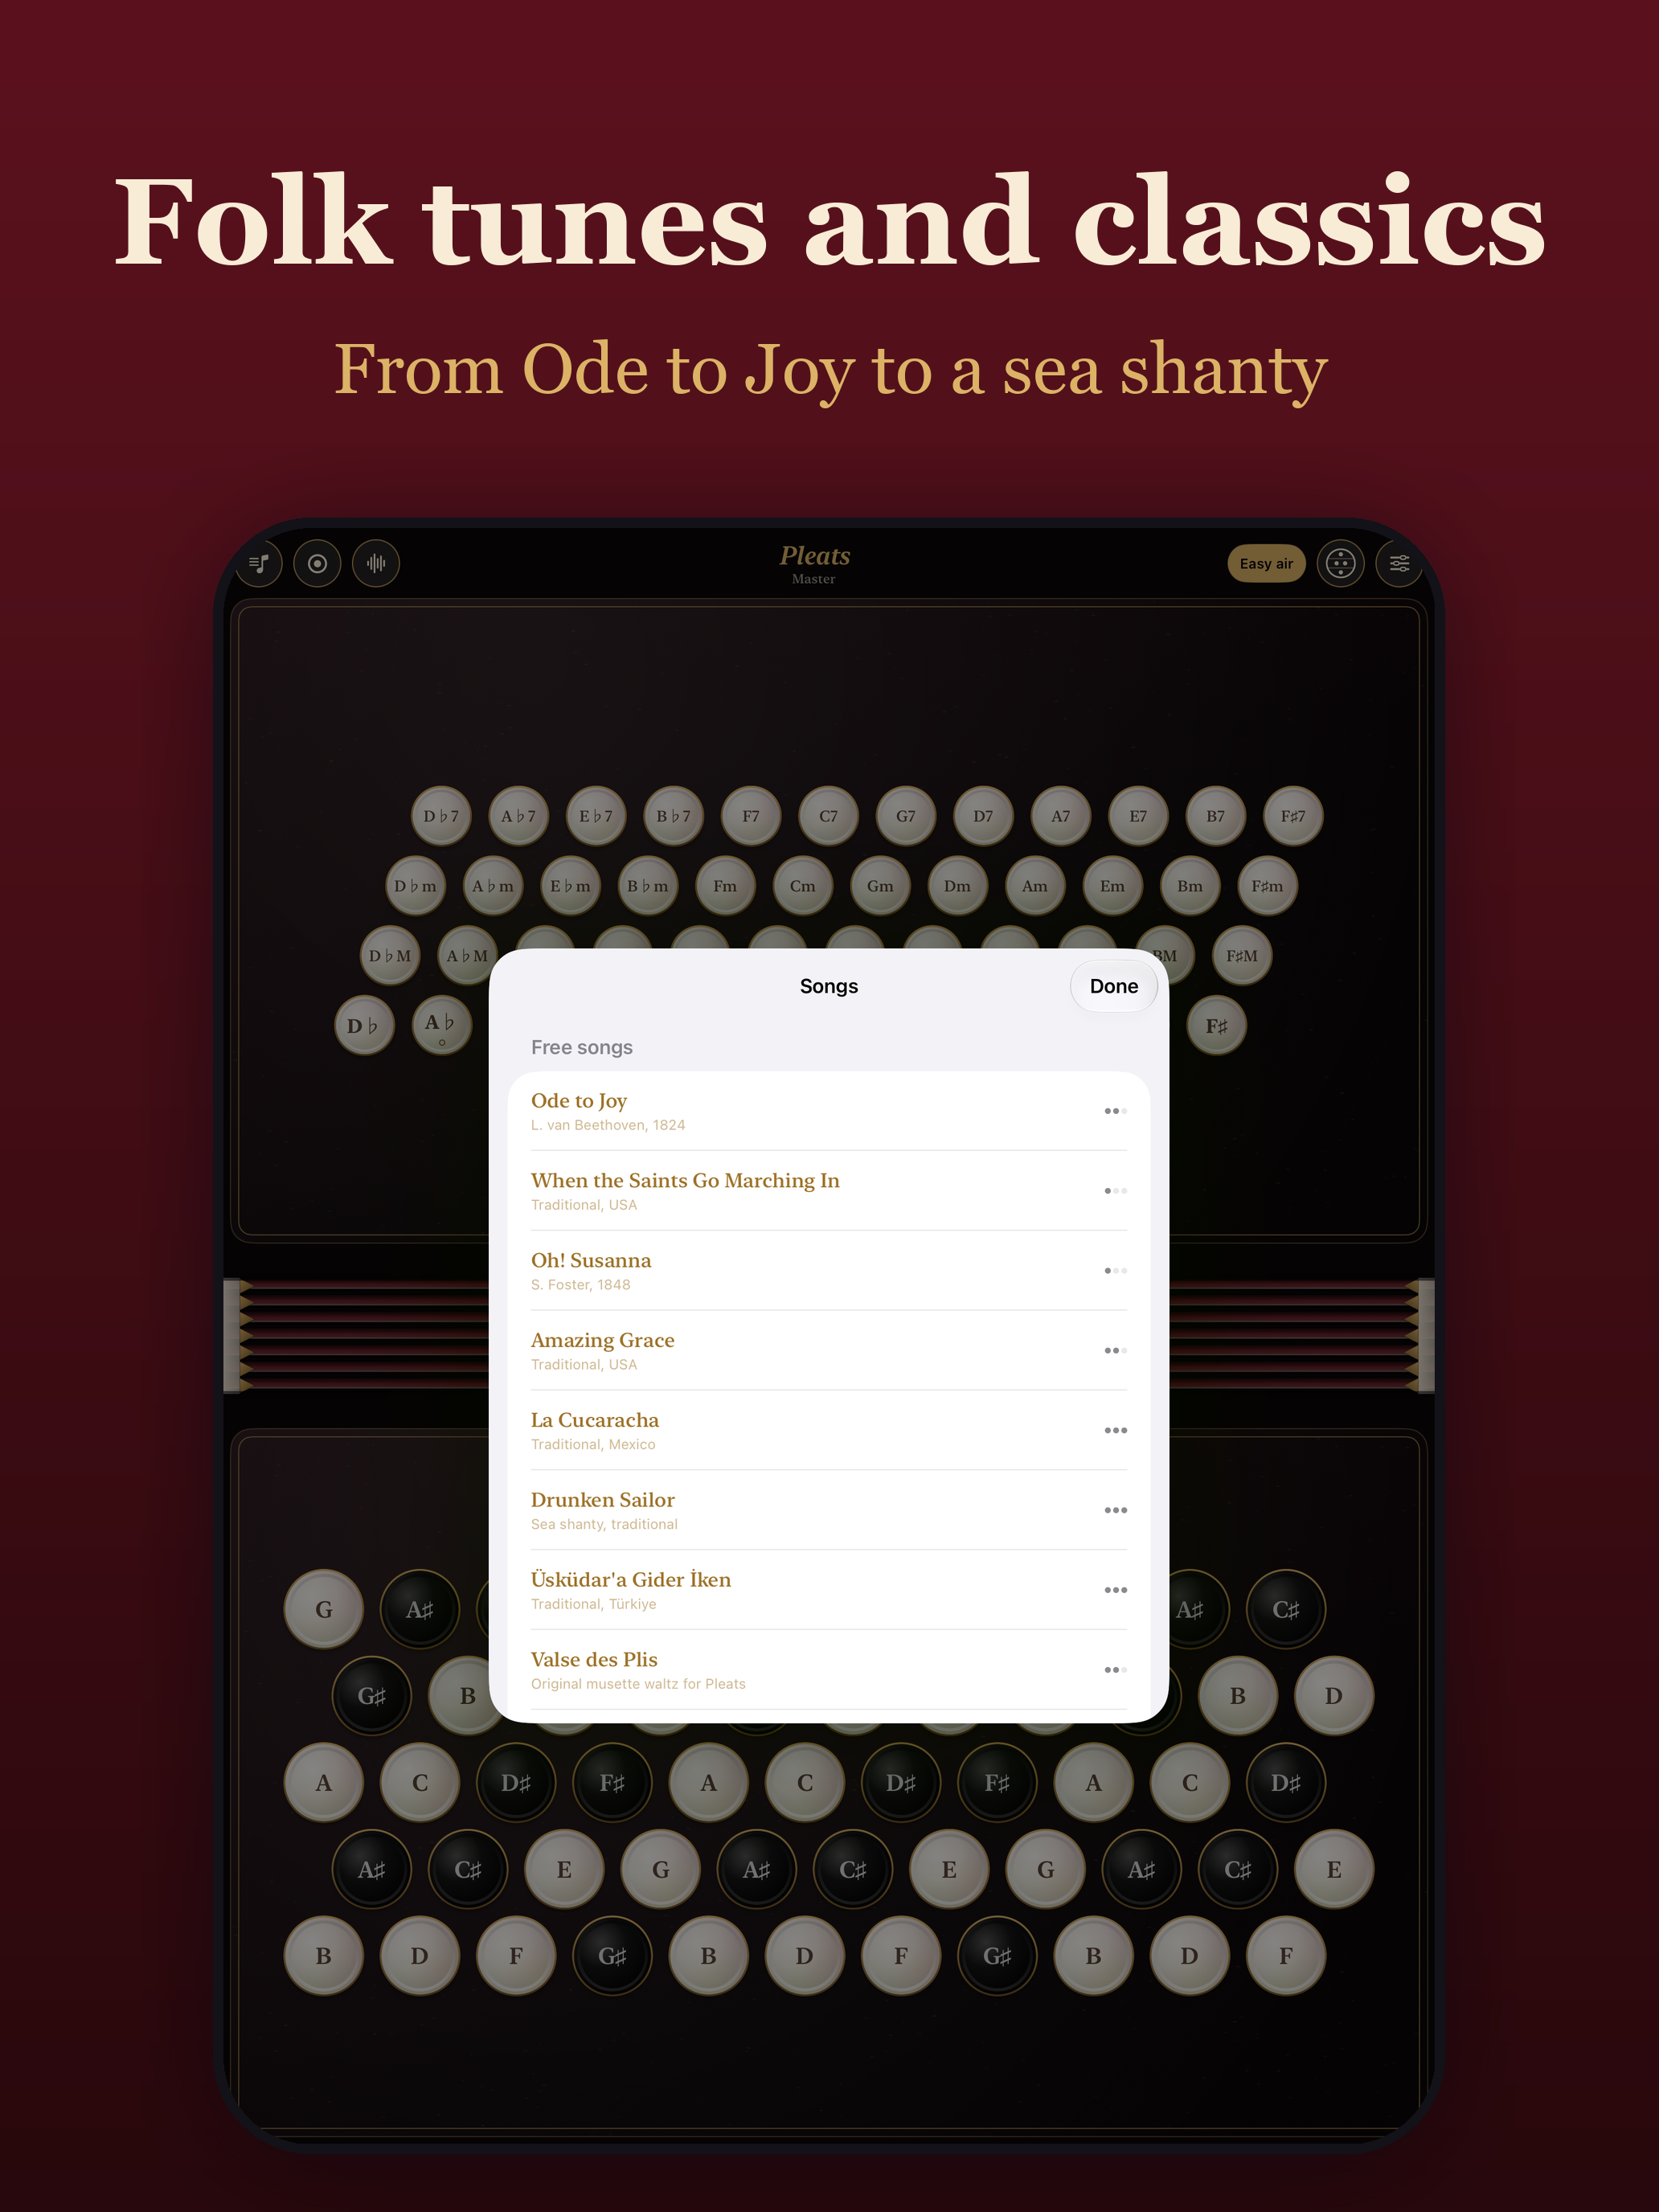 Folk tunes and classics
From Ode to Joy to a sea shanty
Pleats
Master
Easy air
D♭7 A♭7 E♭7 B♭7 F7 C7 G7 D7 A7 E7 B7 F♯7
D♭m A♭m E♭m B♭m Fm Cm Gm Dm Am Em Bm F♯m
D♭M A♭M BM F♯M
D♭ A♭ F♯
Songs
Done
Free songs
Ode to Joy
L. van Beethoven, 1824
When the Saints Go Marching In
Traditional, USA
Oh! Susanna
S. Foster, 1848
Amazing Grace
Traditional, USA
La Cucaracha
Traditional, Mexico
Drunken Sailor
Sea shanty, traditional
Üsküdar'a Gider İken
Traditional, Türkiye
Valse des Plis
Original musette waltz for Pleats
G A♯ A♯ C♯
G♯ B B D
A C D♯ F♯ A C D♯ F♯ A C D♯
A♯ C♯ E G A♯ C♯ E G A♯ C♯ E
B D F G♯ B D F G♯ B D F